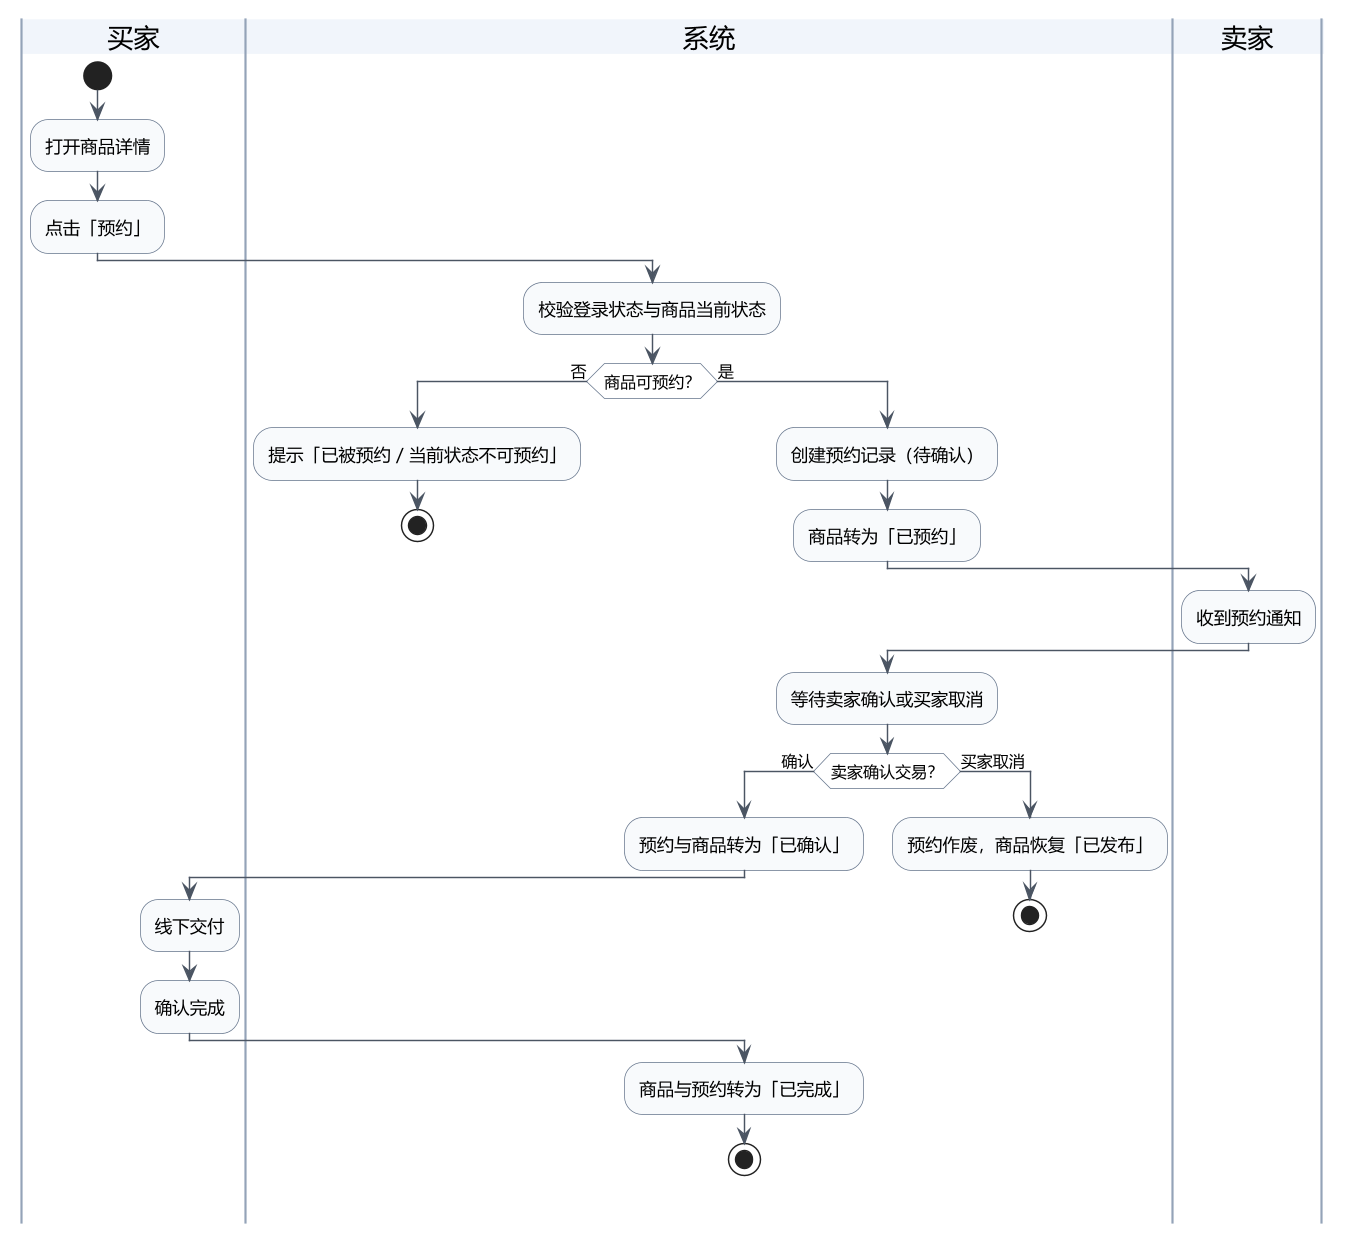 买家
系统
卖家
打开商品详情
点击「预约」
校验登录状态与商品当前状态
否
商品可预约?
是
提示「已被预约 / 当前状态不可预约」
创建预约记录（待确认）
商品转为「已预约」
收到预约通知
等待卖家确认或买家取消
确认
卖家确认交易?
买家取消
预约与商品转为「已确认」
预约作废，商品恢复「已发布」
线下交付
确认完成
商品与预约转为「已完成」